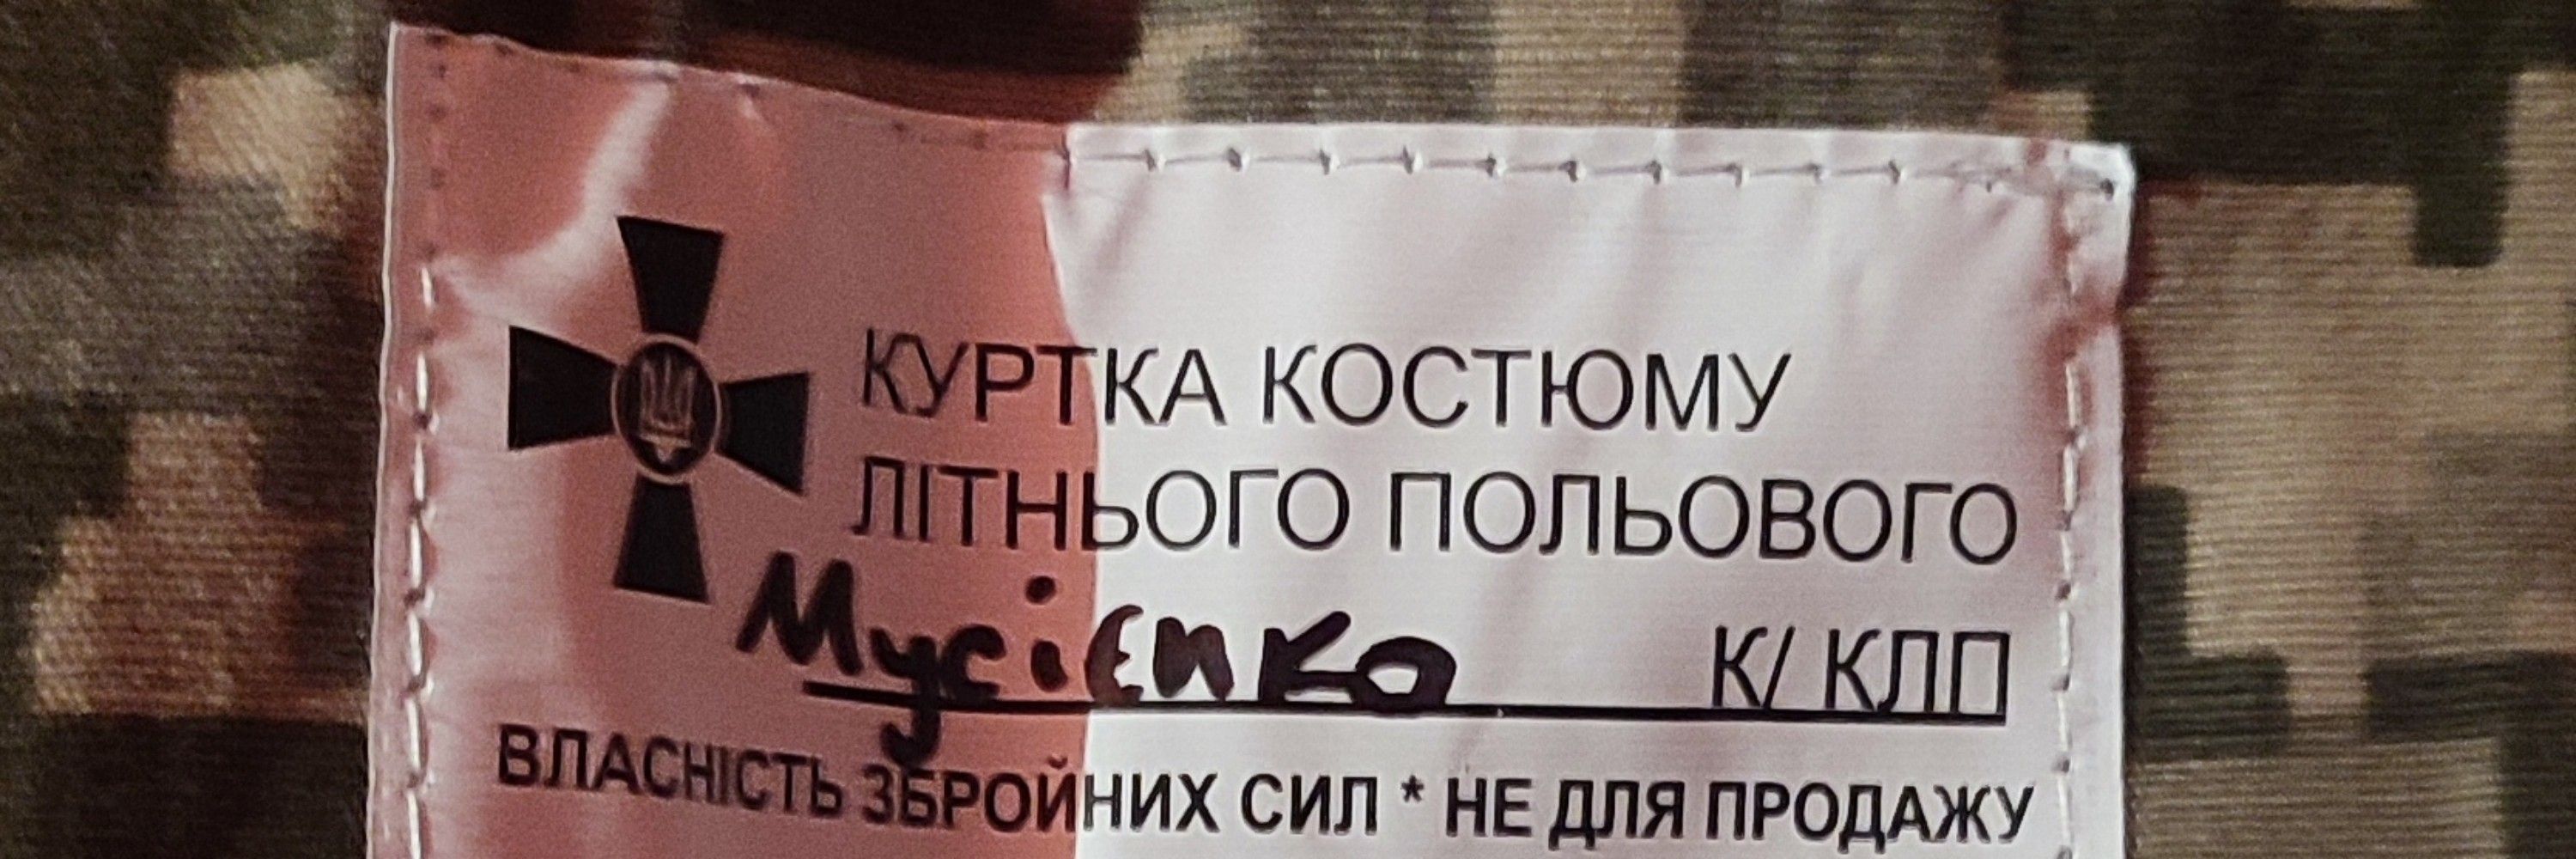 КУРТКА КОСТЮМУ
ЛІТНЬОГО ПОЛЬОВОГО
Мусієнко К/ КЛП
ВЛАСНІСТЬ ЗБРОЙНИХ СИЛ * НЕ ДЛЯ ПРОДАЖУ